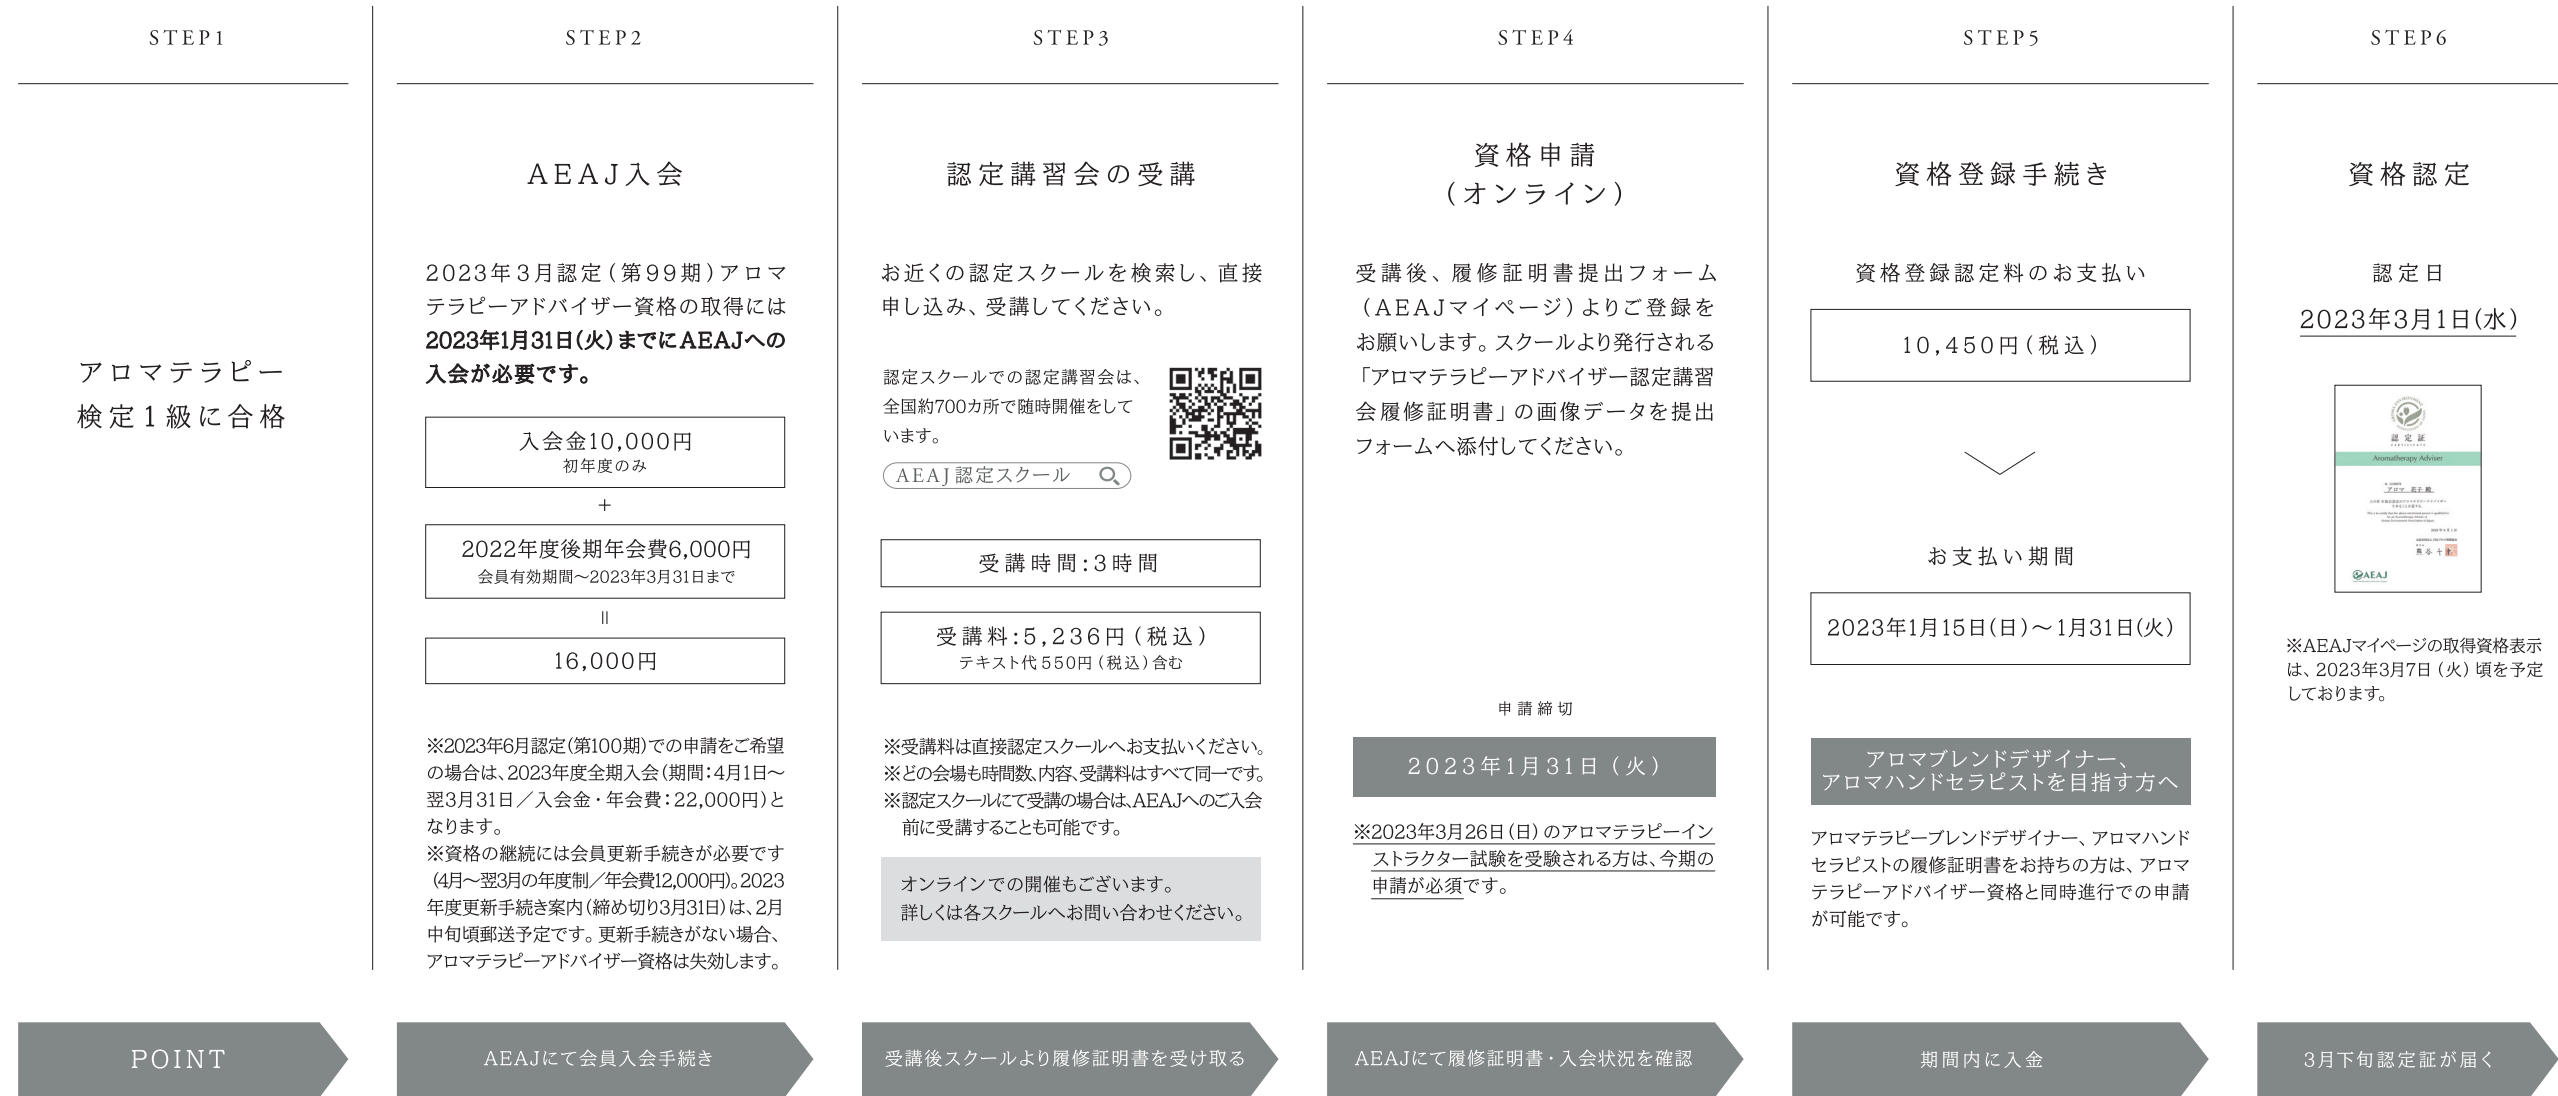 STEP1
アロマテラピー
検定1級に合格
POINT
STEP2
AEAJ入会
2023年3月認定(第99期)アロマ
テラピーアドバイザー資格の取得には
2023年1月31日(火)までにAEAJへの
入会が必要です。
入会金10,000円
初年度のみ
+
2022年度後期年会費6,000円
会員有効期間〜2023年3月31日まで
=
16,000円
※2023年6月認定(第100期)での申請をご希望
の場合は、2023年度全期入会(期間:4月1日〜
翌3月31日/入会金・年会費:22,000円)と
なります。
※資格の継続には会員更新手続きが必要です
(4月〜翌3月の年度制/年会費12,000円)。2023
年度更新手続き案内(締め切り3月31日)は、2月
中旬頃郵送予定です。更新手続きがない場合、
アロマテラピーアドバイザー資格は失効します。
AEAJにて会員入会手続き
STEP3
認定講習会の受講
お近くの認定スクールを検索し、直接
申し込み、受講してください。
認定スクールでの認定講習会は、
全国約700カ所で随時開催をして
います。
AEAJ認定スクール
受講時間:3時間
受講料:5,236円(税込)
テキスト代550円(税込)含む
※受講料は直接認定スクールへお支払いください。
※どの会場も時間数、内容、受講料はすべて同一です。
※認定スクールにて受講の場合は、AEAJへのご入会
前に受講することも可能です。
オンラインでの開催もございます。
詳しくは各スクールへお問い合わせください。
受講後スクールより履修証明書を受け取る
STEP4
資格申請
(オンライン)
受講後、履修証明書提出フォーム
(AEAJマイページ)よりご登録を
お願いします。スクールより発行される
「アロマテラピーアドバイザー認定講習
会履修証明書」の画像データを提出
フォームへ添付してください。
申請締切
2023年1月31日(火)
※2023年3月26日(日)のアロマテラピーイン
ストラクター試験を受験される方は、今期の
申請が必須です。
AEAJにて履修証明書・入会状況を確認
STEP5
資格登録手続き
資格登録認定料のお支払い
10,450円(税込)
お支払い期間
2023年1月15日(日)〜1月31日(火)
アロマブレンドデザイナー、
アロマハンドセラピストを目指す方へ
アロマテラピーブレンドデザイナー、アロマハンド
セラピストの履修証明書をお持ちの方は、アロマ
テラピーアドバイザー資格と同時進行での申請
が可能です。
期間内に入金
STEP6
資格認定
認定日
2023年3月1日(水)
認定証
Aromatherapy Adviser
アロマ 花子 殿
AEAJ
※AEAJマイページの取得資格表示
は、2023年3月7日(火)頃を予定
しております。
3月下旬認定証が届く